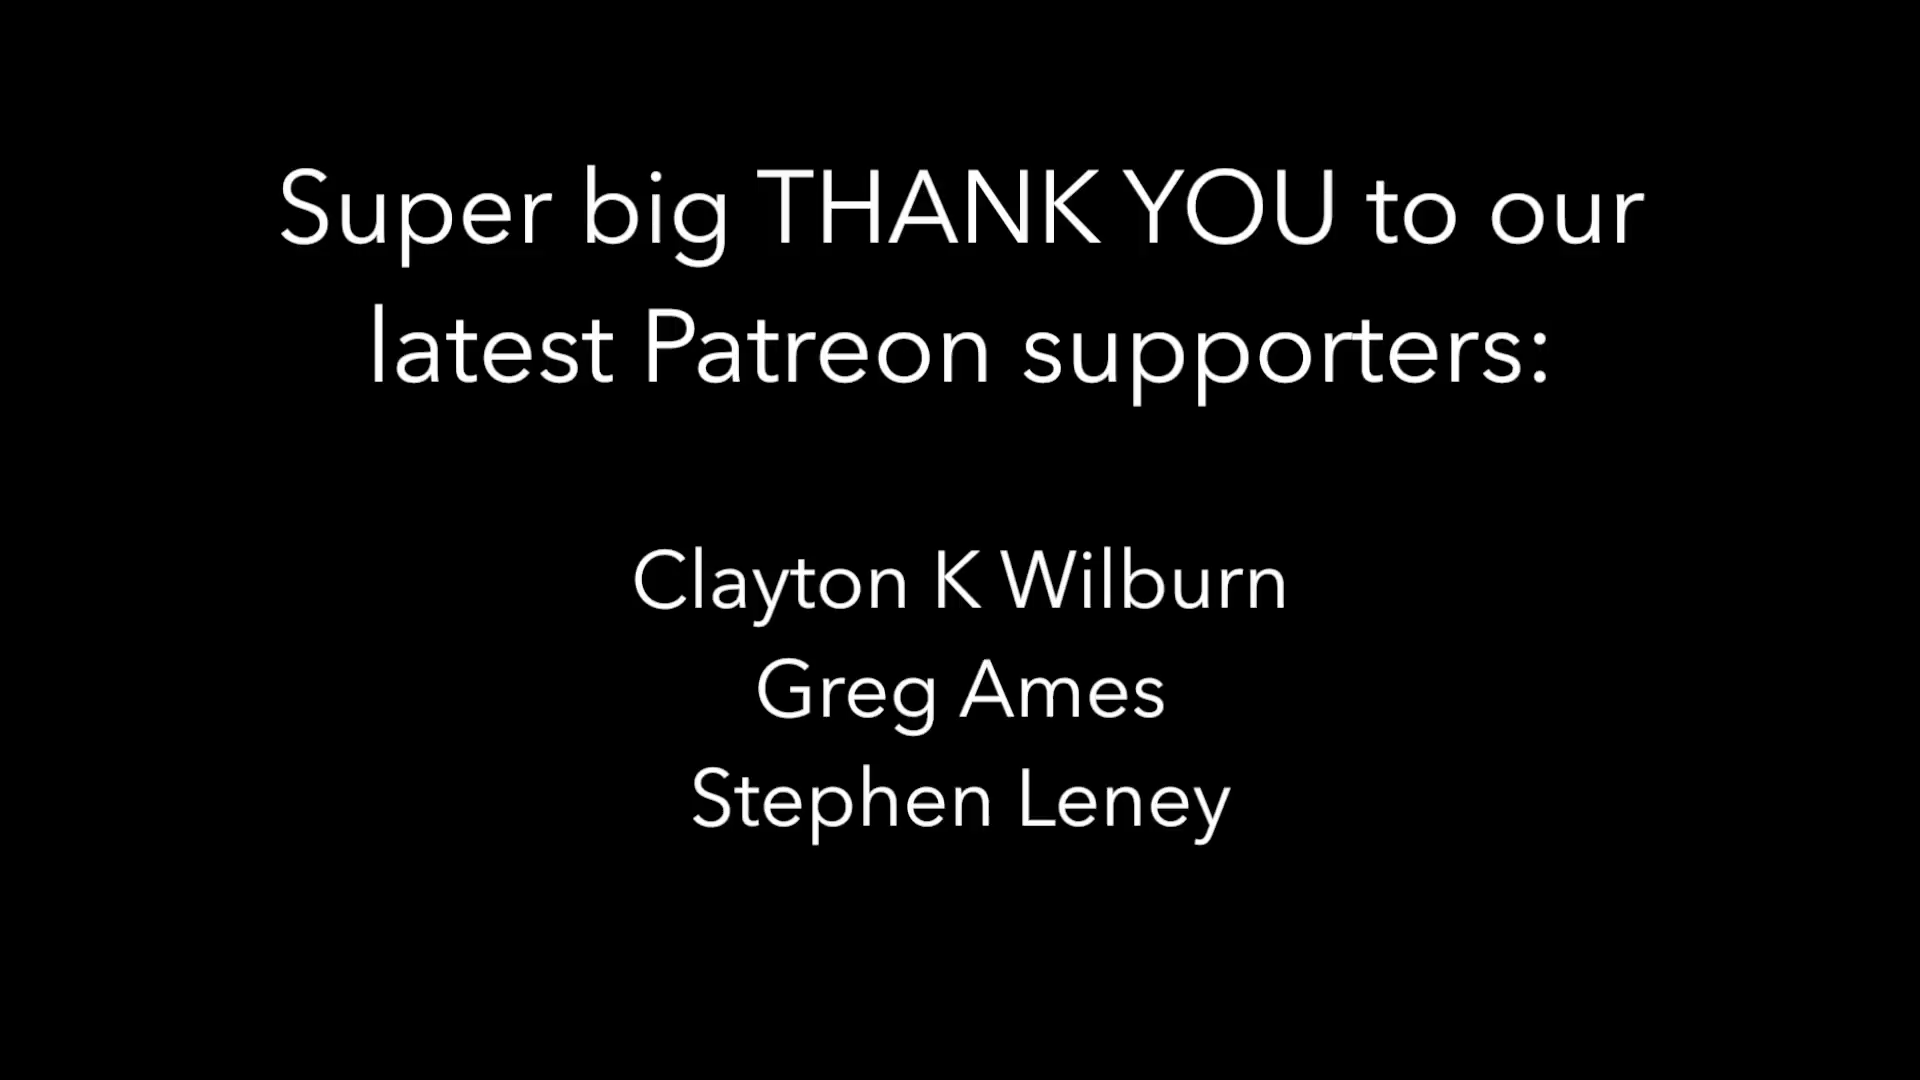 Super big THANK YOU to our
latest Patreon supporters:
Clayton K Wilburn
Greg Ames
Stephen Leney